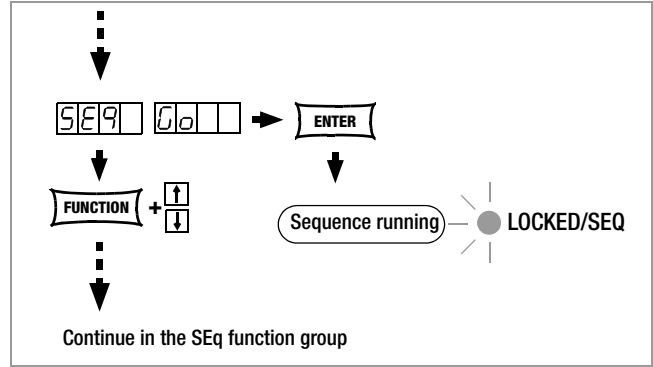 SEq Go ENTER
FUNCTION + ↑
↓
Sequence running LOCKED/SEQ
Continue in the SEq function group